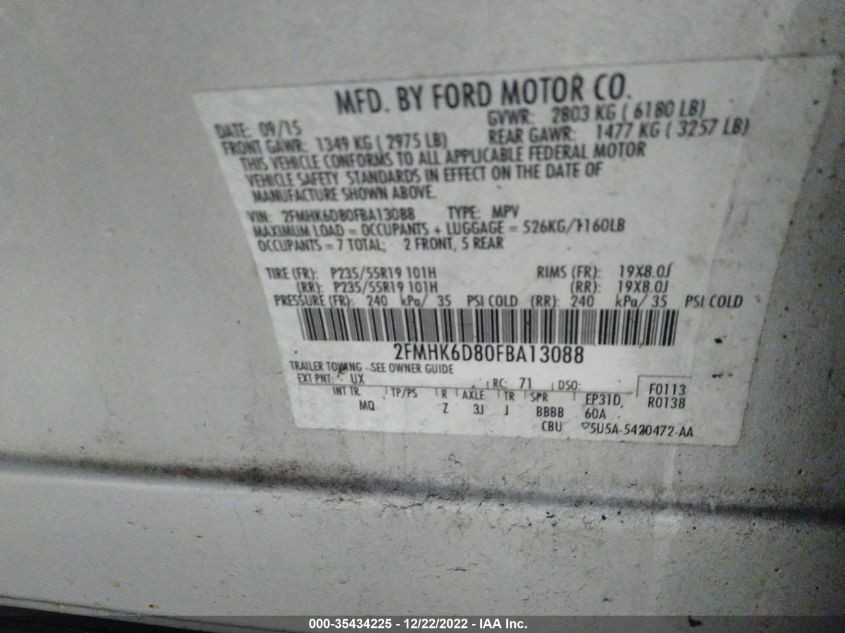 MFD. BY FORD MOTOR CO.
DATE: 09/15 GVWR: 2803 KG ( 6180 LB)
FRONT GAWR: 1349 KG ( 2975 LB) REAR GAWR: 1477 KG ( 3257 LB)
THIS VEHICLE CONFORMS TO ALL APPLICABLE FEDERAL MOTOR
VEHICLE SAFETY STANDARDS IN EFFECT ON THE DATE OF
MANUFACTURE SHOWN ABOVE.
VIN: 2FMHK6D80FBA13088 TYPE: MPV
MAXIMUM LOAD = OCCUPANTS + LUGGAGE = 526KG/1160LB
OCCUPANTS = 7 TOTAL; 2 FRONT, 5 REAR
TIRE (FR): P235/55R19 101H RIMS (FR): 19X8.0J
(RR): P235/55R19 101H (RR): 19X8.0J
PRESSURE (FR): 240 kPa/ 35 PSI COLD (RR): 240 kPa/ 35 PSI COLD
2FMHK6D80FBA13088
TRAILER TOWING - SEE OWNER GUIDE
EXT PNT: UX RC: 71 DSO: F0113
INT TR TP/PS R AXLE TR SPR EP31D R0138
MQ Z 3J J BBBB 60A
CBU 5U5A-5420472-AA
000-35434225 - 12/22/2022 - IAA Inc.